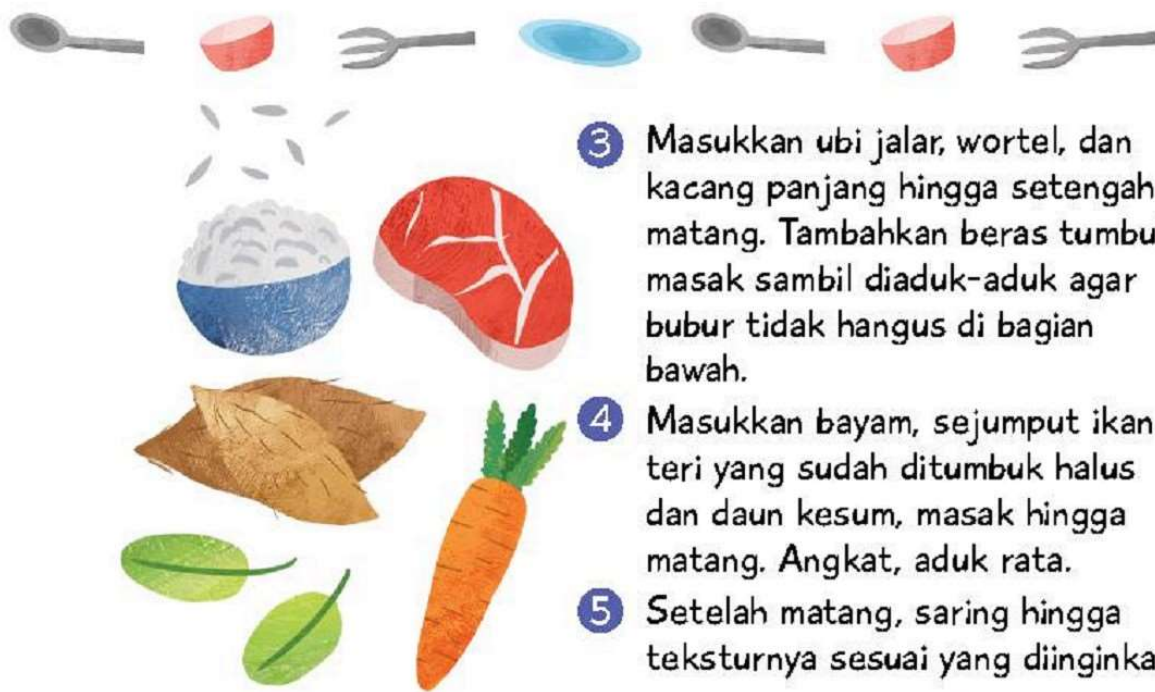 3 Masukkan ubi jalar, wortel, dan
kacang panjang hingga setengah
matang. Tambahkan beras tumbu
masak sambil diaduk-aduk agar
bubur tidak hangus di bagian
bawah.
4 Masukkan bayam, sejumput ikan
teri yang sudah ditumbuk halus
dan daun kesum, masak hingga
matang. Angkat, aduk rata.
5 Setelah matang, saring hingga
teksturnya sesuai yang diinginka